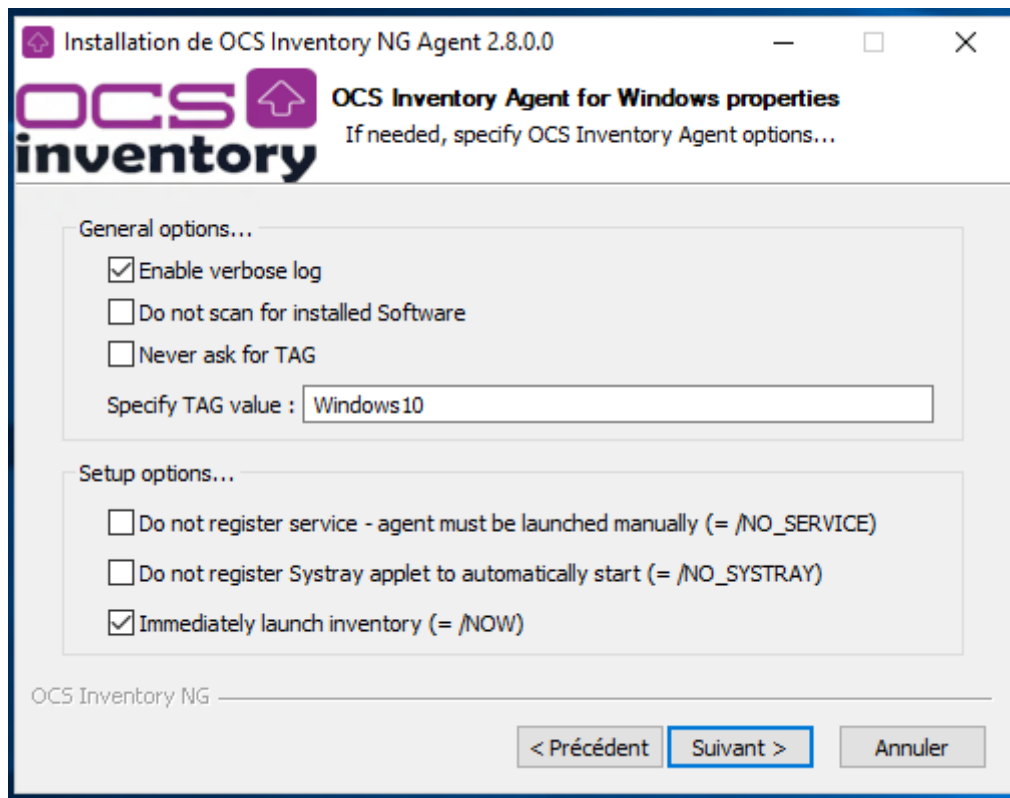 Installation de OCS Inventory NG Agent 2.8.0.0
OCS
inventory
OCS Inventory Agent for Windows properties
If needed, specify OCS Inventory Agent options...
General options...
Enable verbose log
Do not scan for installed Software
Never ask for TAG
Specify TAG value : Windows10
Setup options...
Do not register service - agent must be launched manually (= /NO_SERVICE)
Do not register Systray applet to automatically start (= /NO_SYSTRAY)
Immediately launch inventory (= /NOW)
OCS Inventory NG
< Précédent Suivant > Annuler